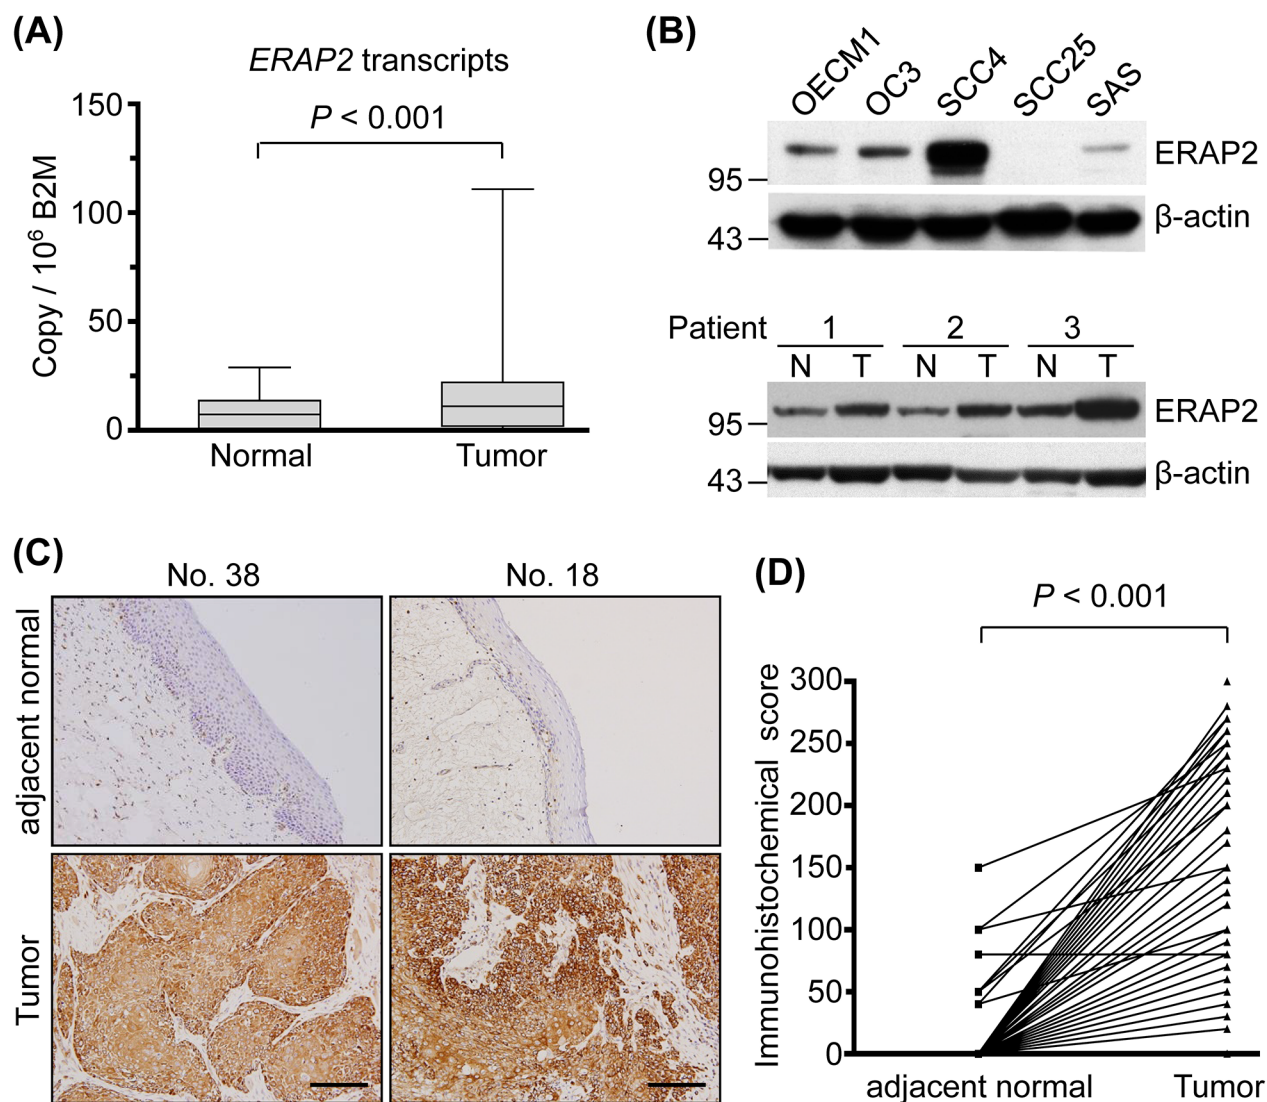 (A)
ERAP2 transcripts
P < 0.001
Copy / 10⁶ B2M
150
100
50
0
Normal Tumor
(B)
OECM1 OC3 SCC4 SCC25 SAS
ERAP2
95
β-actin
43
Patient 1 2 3
N T N T N T
ERAP2
95
β-actin
43
(C)
No. 38 No. 18
adjacent normal
Tumor
(D)
P < 0.001
Immunohistochemical score
300
250
200
150
100
50
0
adjacent normal Tumor